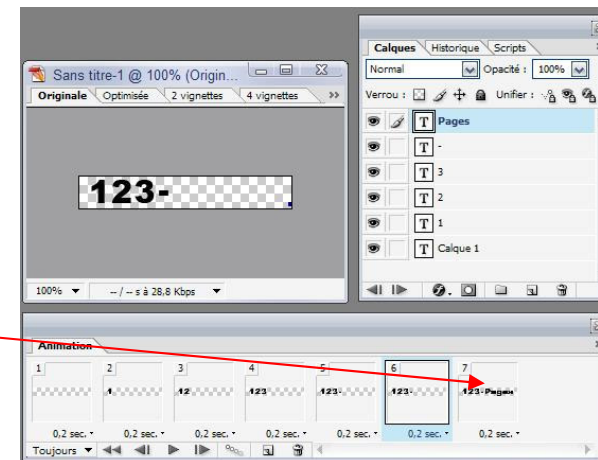 Calques Historique Scripts
Normal Opacité : 100%
Verrou : Unifier :
Pages
-
3
2
1
Calque 1
Sans titre-1 @ 100% (Origin...
Originale Optimisée 2 vignettes 4 vignettes >>
123-
100% -- / -- s à 28,8 Kbps
Animation
1 2 3 4 5 6 7
1 12 123 123- 123- 123-Pages
0,2 sec. 0,2 sec. 0,2 sec. 0,2 sec. 0,2 sec. 0,2 sec. 0,2 sec.
Toujours